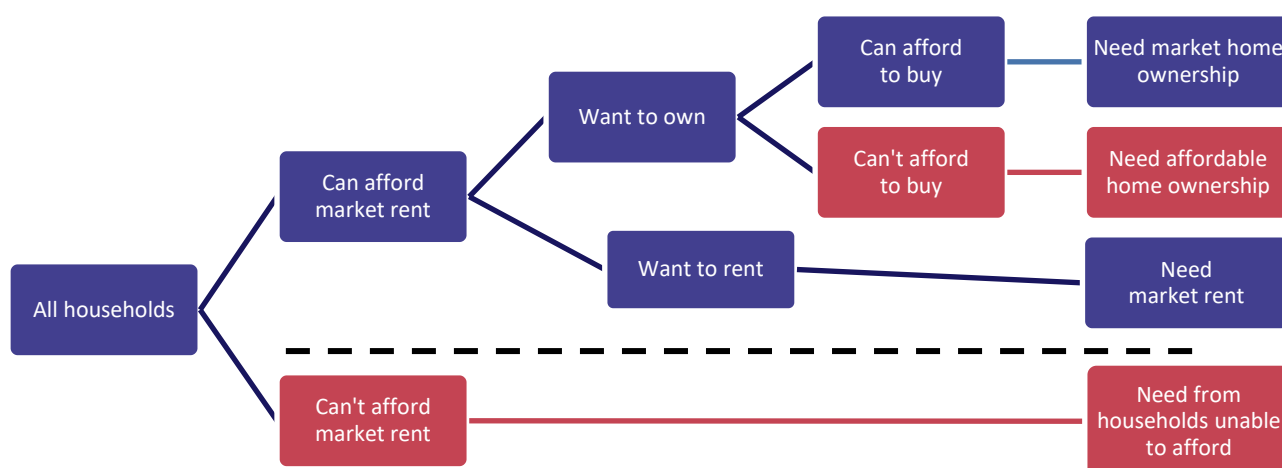 Can afford
to buy
Need market home
ownership
Want to own
Can't afford
to buy
Need affordable
home ownership
Can afford
market rent
Want to rent
Need
market rent
All households
Can't afford
market rent
Need from
households unable
to afford